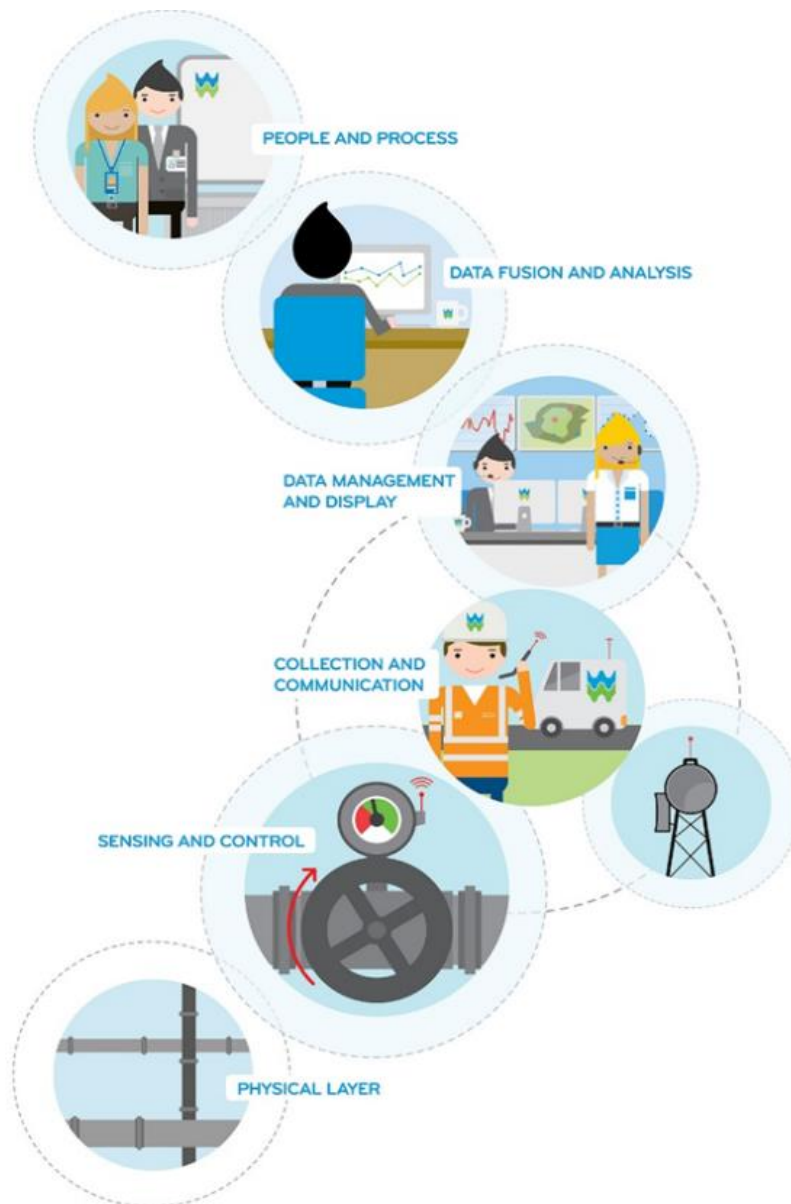 PEOPLE AND PROCESS
DATA FUSION AND ANALYSIS
DATA MANAGEMENT
AND DISPLAY
COLLECTION AND
COMMUNICATION
SENSING AND CONTROL
PHYSICAL LAYER